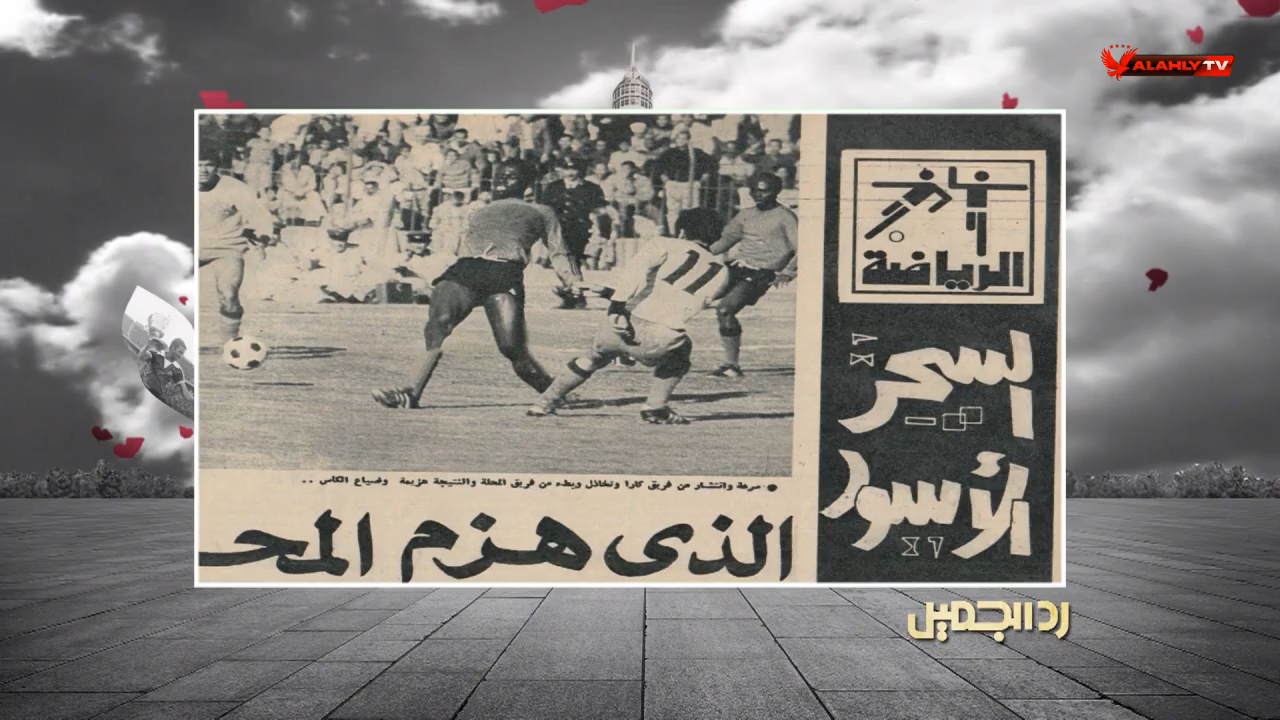 ALAHLY TV
الرياضة
السحر
الأسود
● سرعة وانتشار من فريق كارا وتخاذل وبطء من فريق المحلة والنتيجة هزيمة وضياع الكأس ..
الذى هزم المحـ
رد الجميل
11